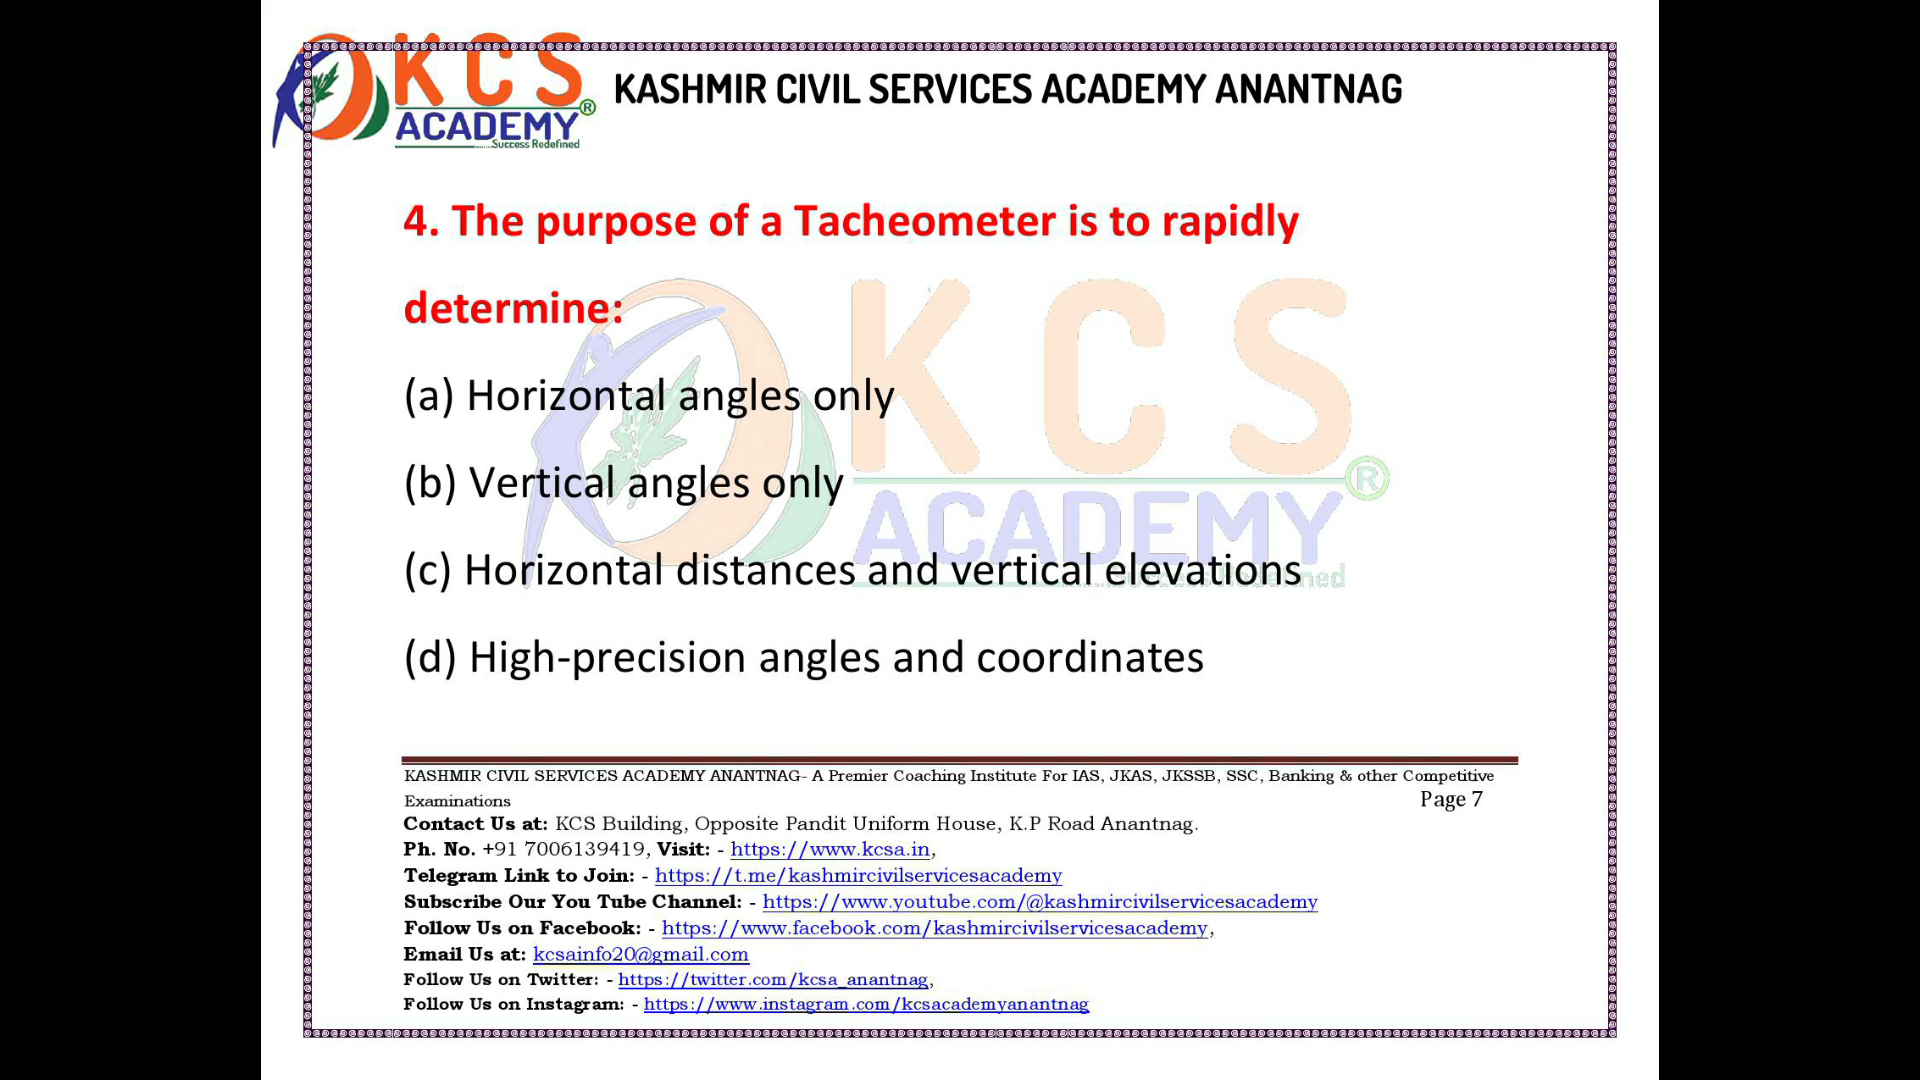 KCS
ACADEMY®
......Success Redefined
KASHMIR CIVIL SERVICES ACADEMY ANANTNAG
4. The purpose of a Tacheometer is to rapidly
determine:
(a) Horizontal angles only
(b) Vertical angles only
(c) Horizontal distances and vertical elevations
(d) High-precision angles and coordinates
KCS
ACADEMY®
......Success Redefined
KASHMIR CIVIL SERVICES ACADEMY ANANTNAG- A Premier Coaching Institute For IAS, JKAS, JKSSB, SSC, Banking & other Competitive
Examinations Page 7
Contact Us at: KCS Building, Opposite Pandit Uniform House, K.P Road Anantnag.
Ph. No. +91 7006139419, Visit: - https://www.kcsa.in,
Telegram Link to Join: - https://t.me/kashmircivilservicesacademy
Subscribe Our You Tube Channel: - https://www.youtube.com/@kashmircivilservicesacademy
Follow Us on Facebook: - https://www.facebook.com/kashmircivilservicesacademy,
Email Us at: kcsainfo20@gmail.com
Follow Us on Twitter: - https://twitter.com/kcsa_anantnag,
Follow Us on Instagram: - https://www.instagram.com/kcsacademyanantnag